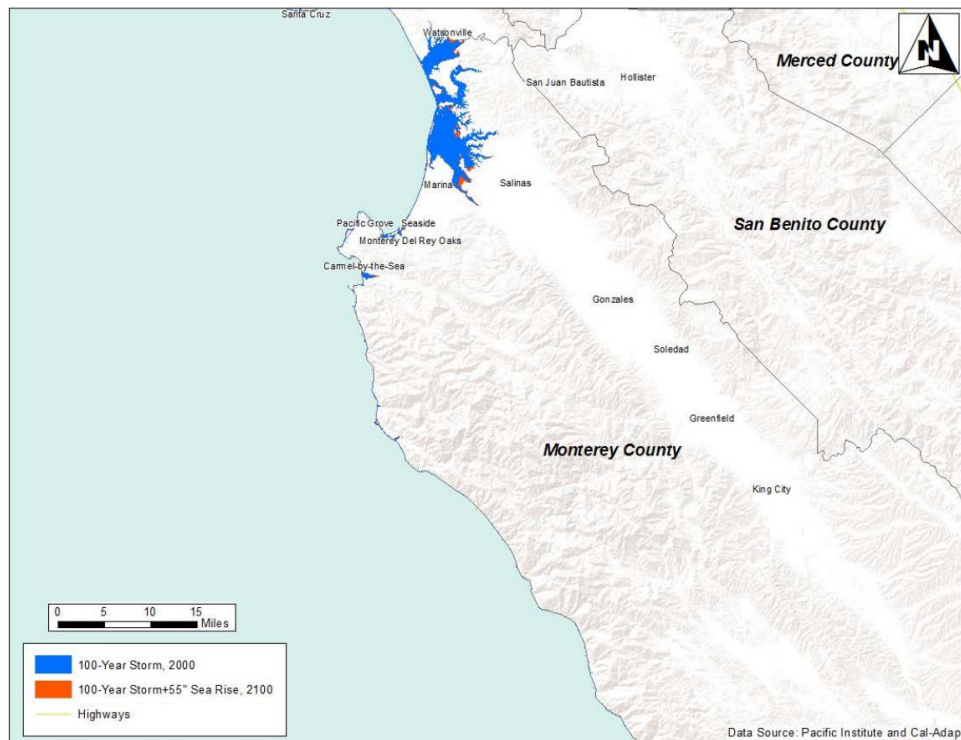 Santa Cruz
Watsonville
Merced County
N
San Juan Bautista
Hollister
Marina
Salinas
San Benito County
Pacific Grove
Seaside
Monterey Del Rey Oaks
Carmel-by-the-Sea
Gonzales
Soledad
Greenfield
Monterey County
King City
0 5 10 15
Miles
100-Year Storm, 2000
100-Year Storm+55" Sea Rise, 2100
Highways
Data Source: Pacific Institute and Cal-Adap